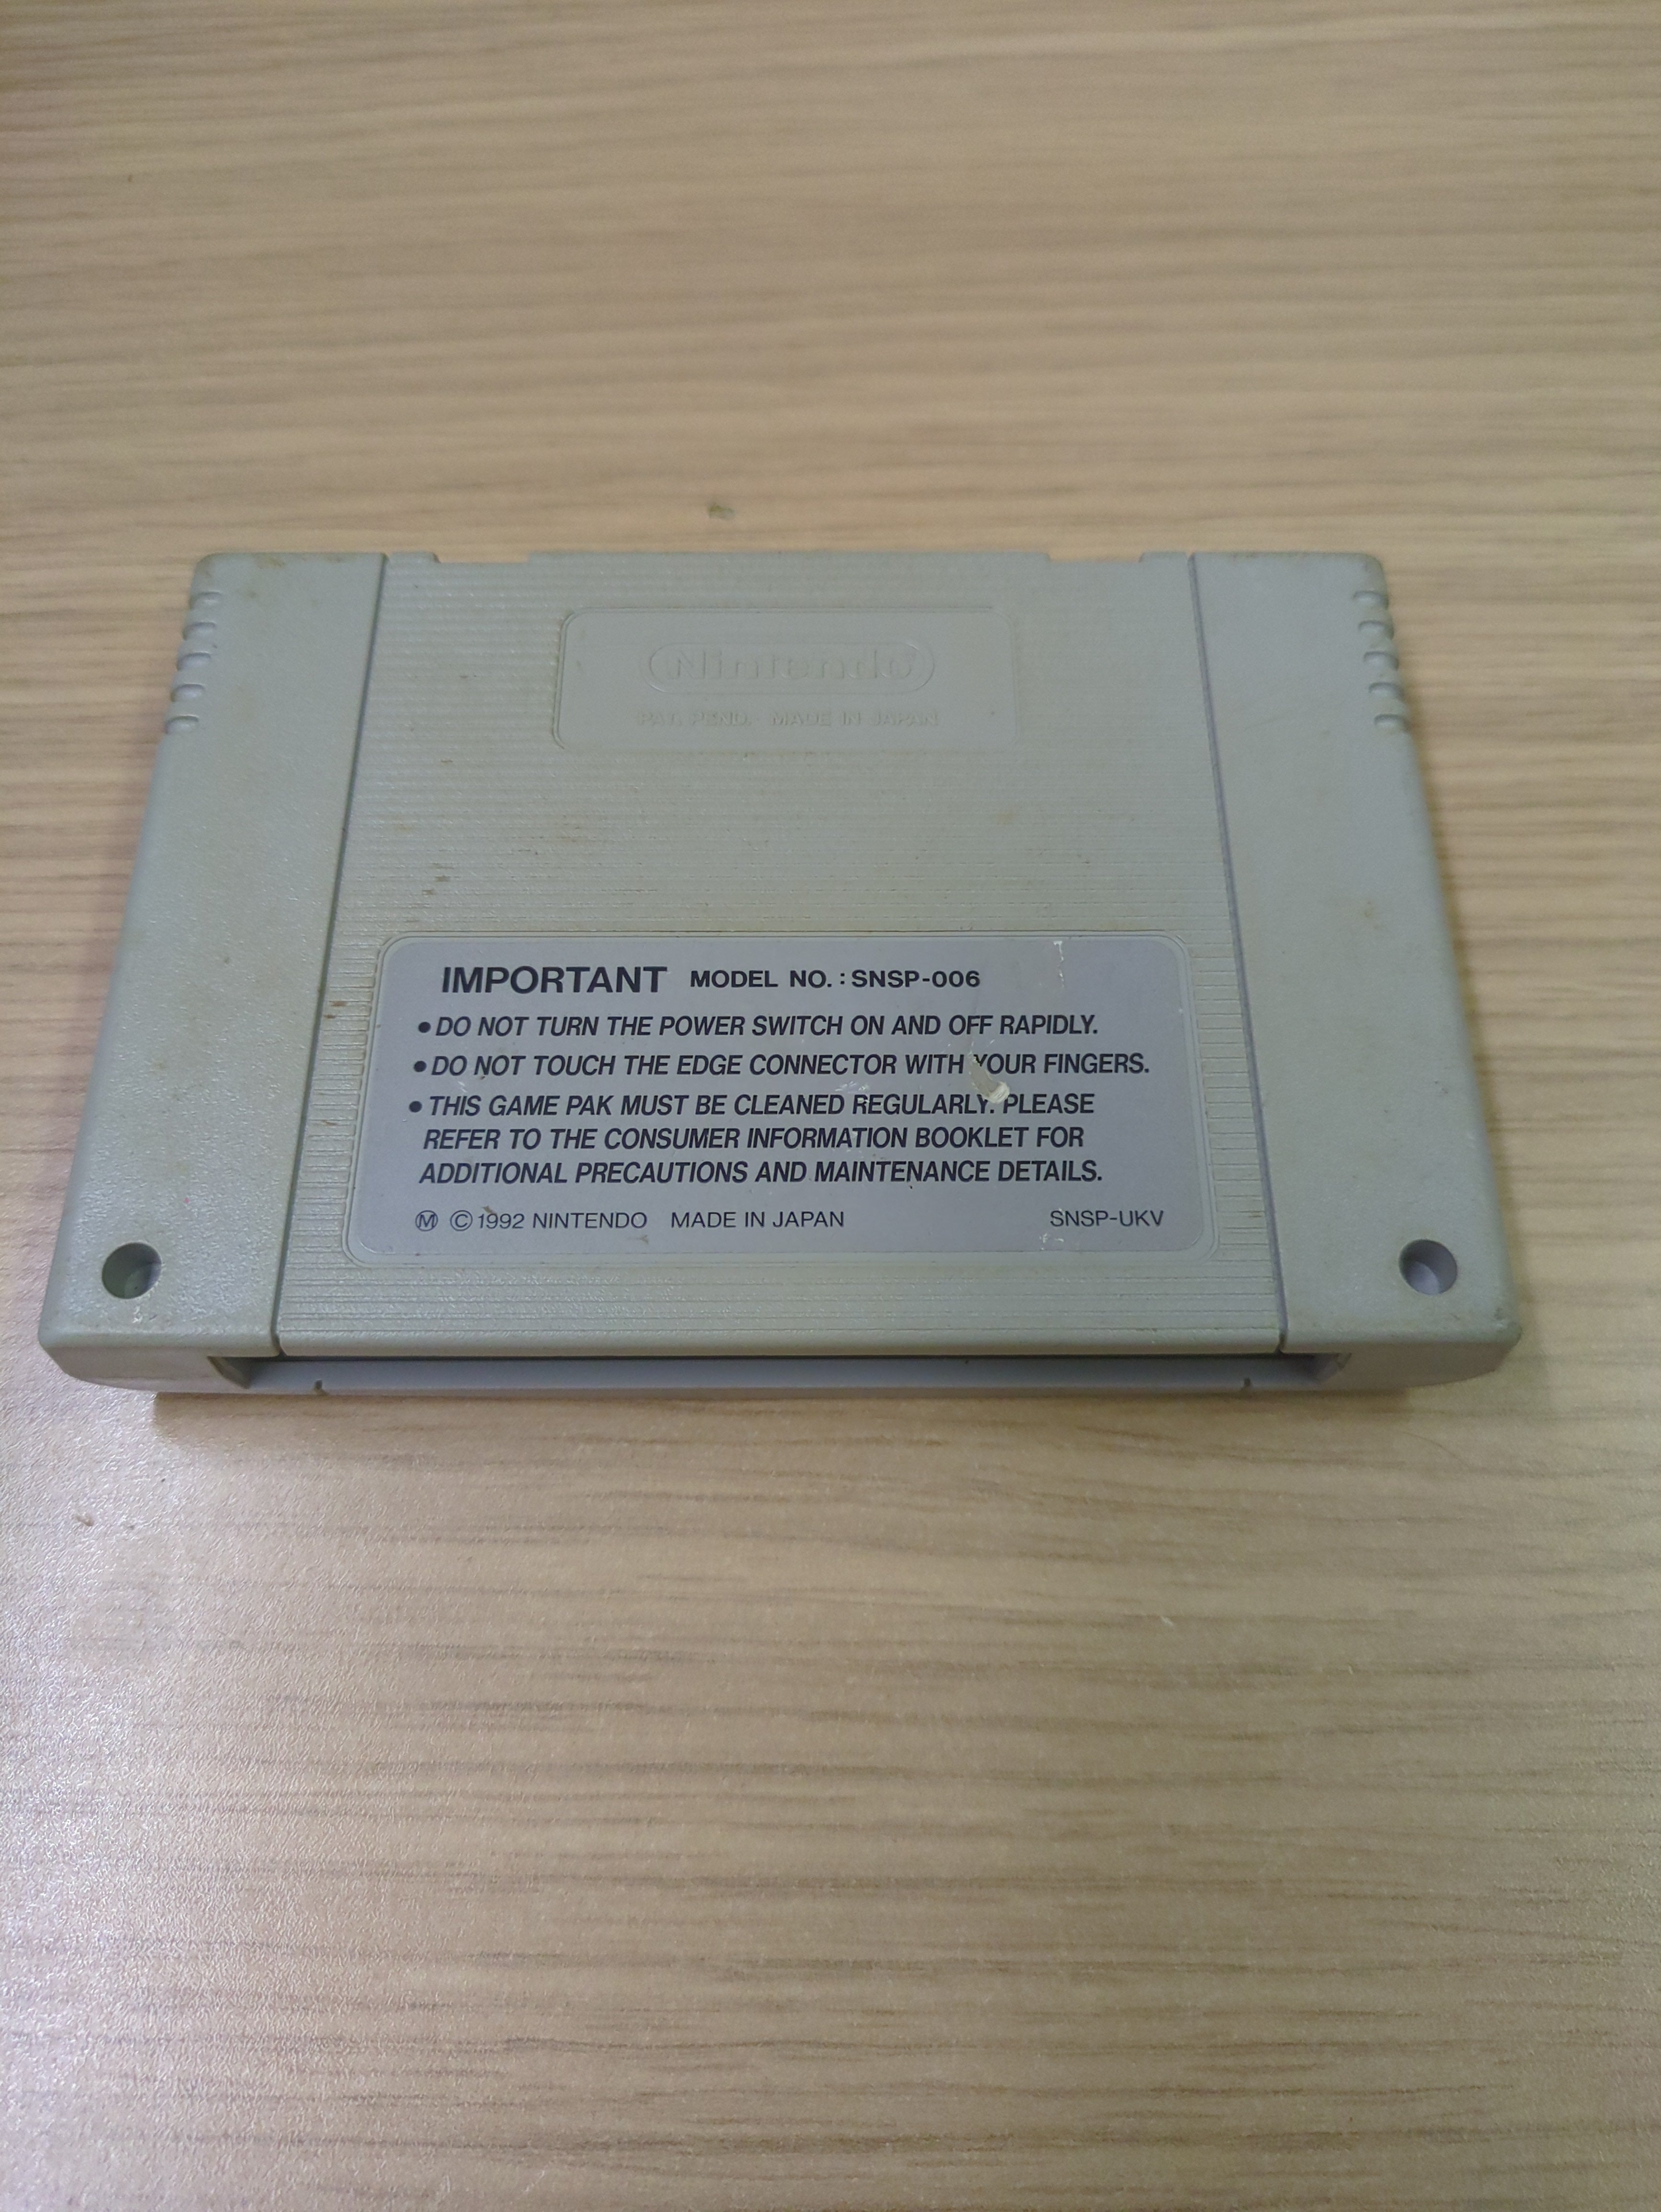 Nintendo
PAT. PEND. MADE IN JAPAN
IMPORTANT MODEL NO.: SNSP-006
● DO NOT TURN THE POWER SWITCH ON AND OFF RAPIDLY.
● DO NOT TOUCH THE EDGE CONNECTOR WITH YOUR FINGERS.
● THIS GAME PAK MUST BE CLEANED REGULARLY. PLEASE
REFER TO THE CONSUMER INFORMATION BOOKLET FOR
ADDITIONAL PRECAUTIONS AND MAINTENANCE DETAILS.
Ⓜ © 1992 NINTENDO MADE IN JAPAN SNSP-UKV